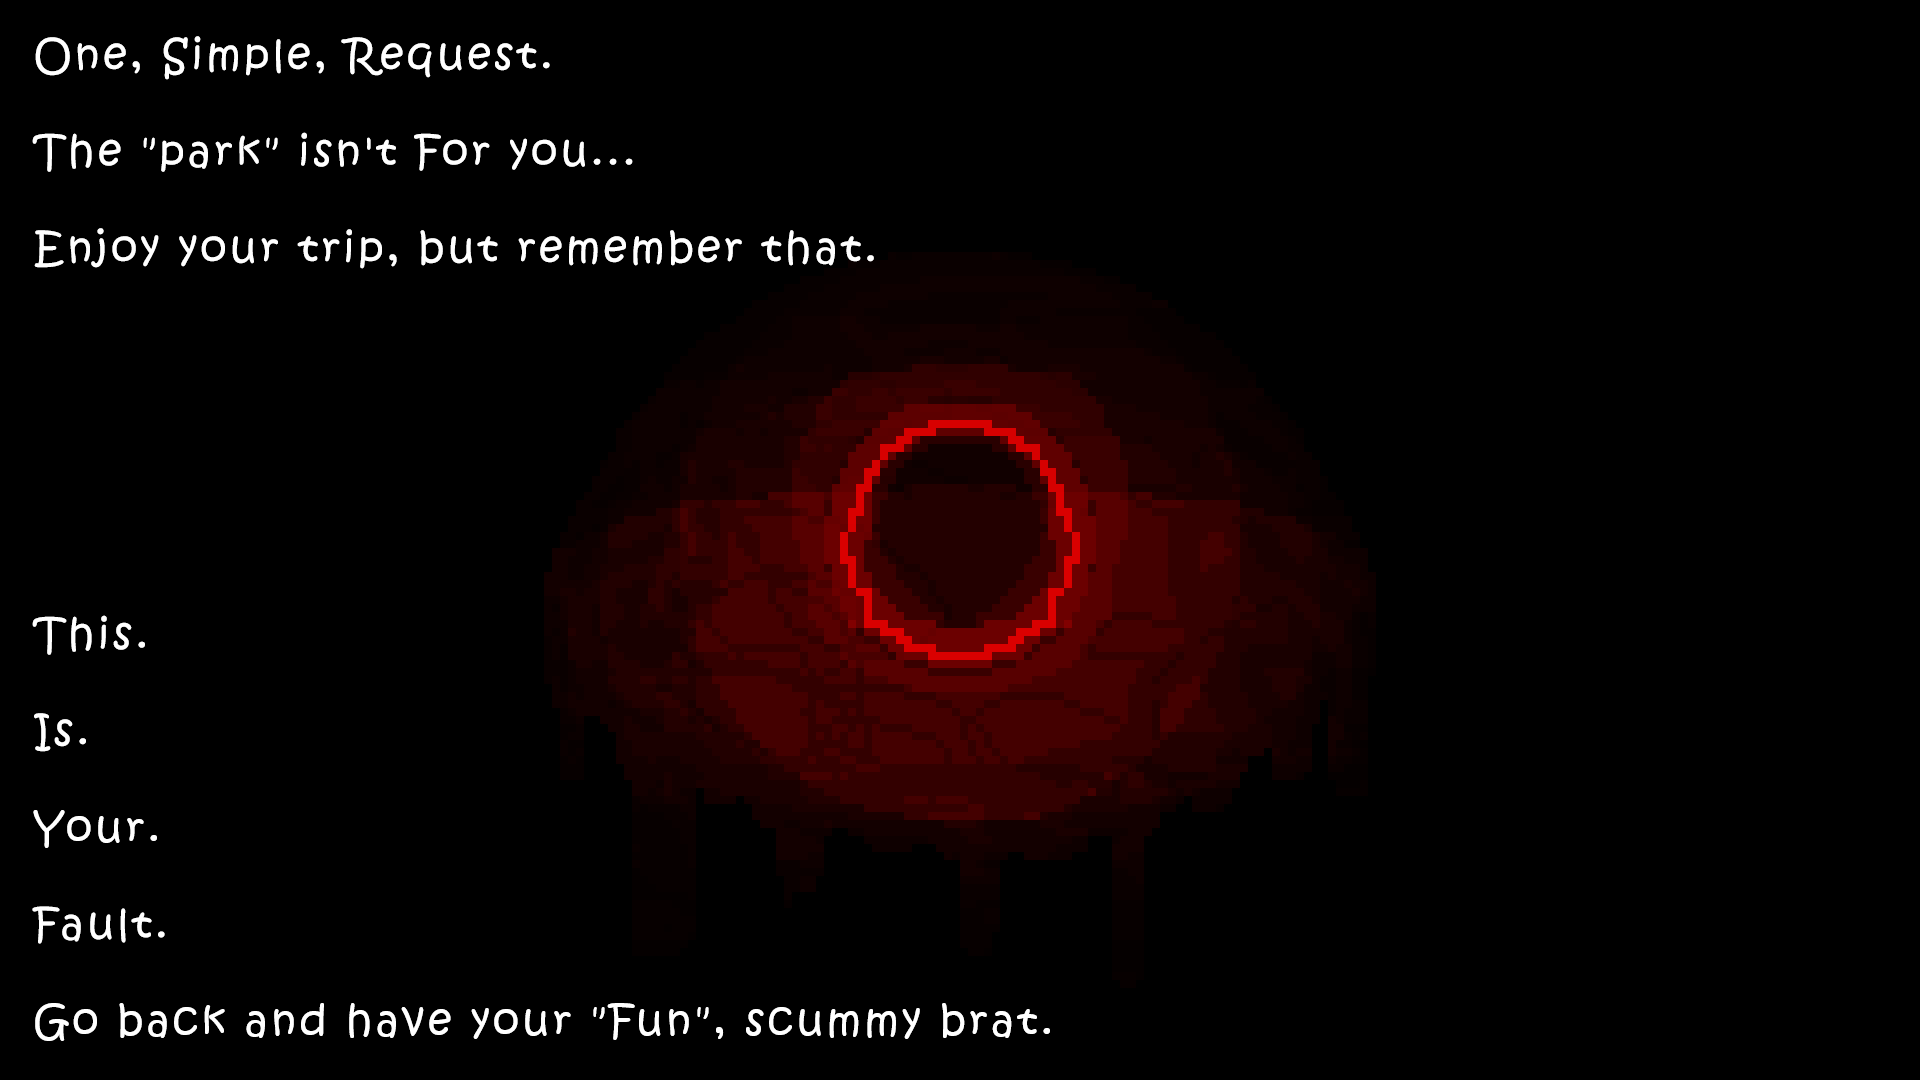 One, Simple, Request.
The "park" isn't For you...
Enjoy your trip, but remember that.
This.
Is.
Your.
Fault.
Go back and have your "Fun", scummy brat.